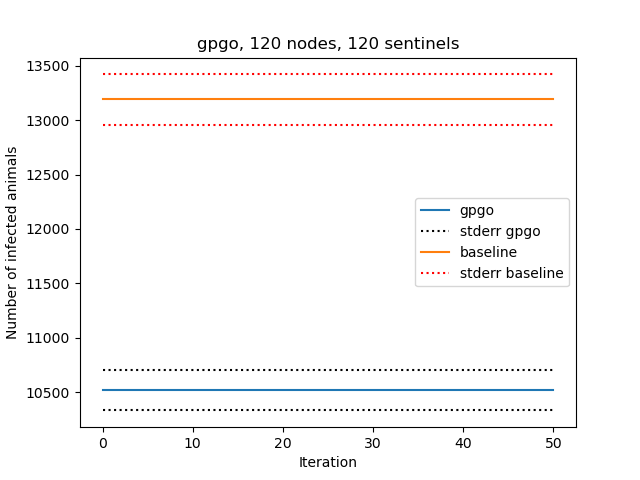 gpgo, 120 nodes, 120 sentinels
13500
13000
12500
12000
11500
11000
10500
Number of infected animals
gpgo
stderr gpgo
baseline
stderr baseline
0 10 20 30 40 50
Iteration